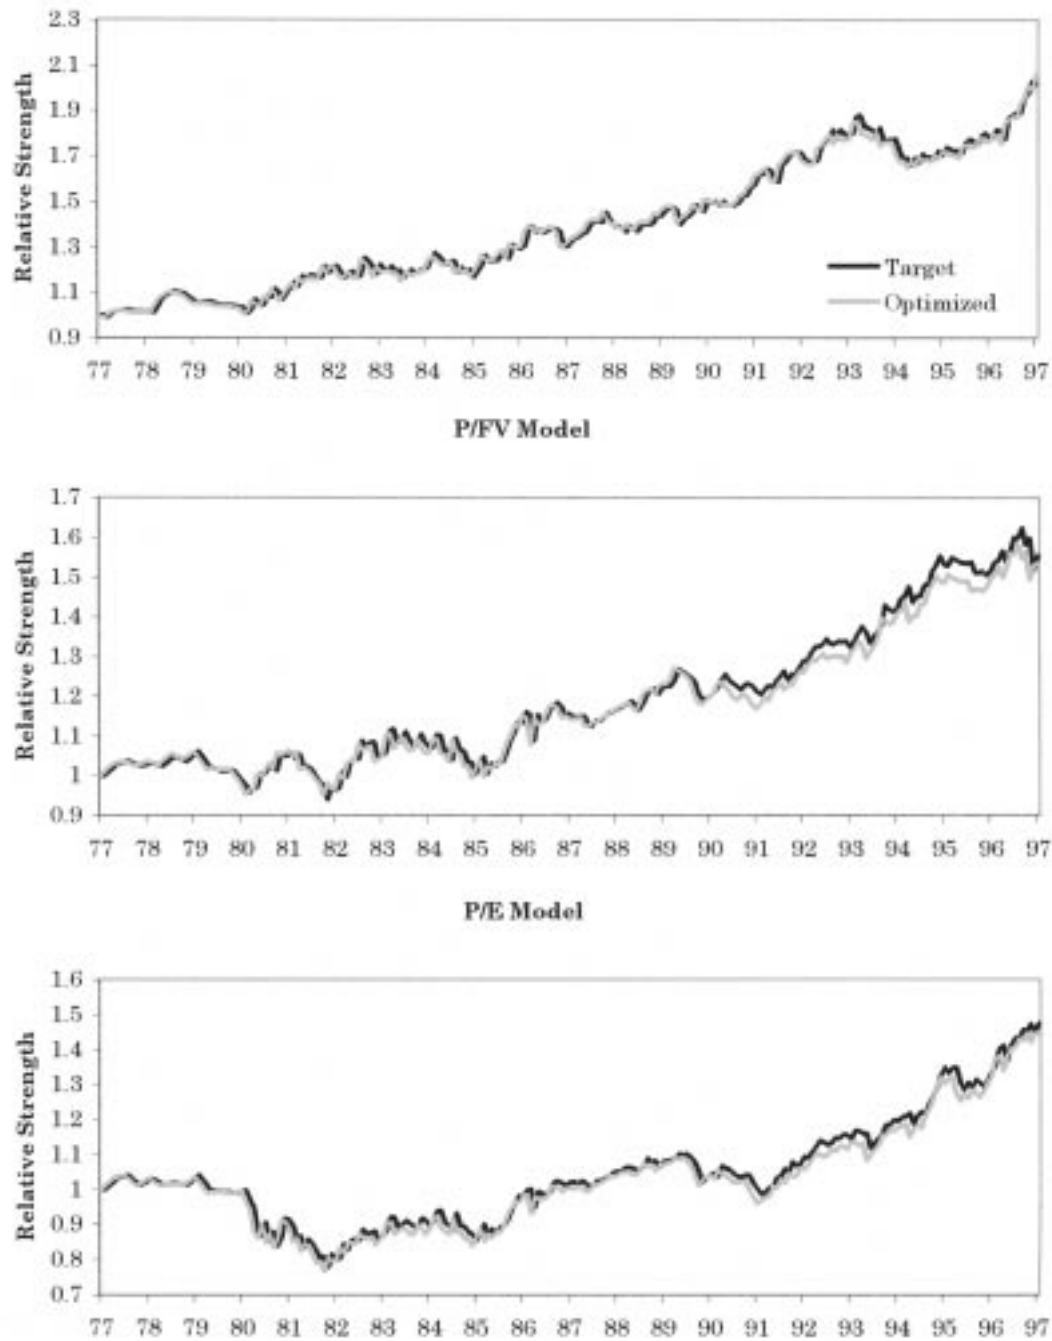 2.3
2.1
1.9
1.7
1.5
1.3
1.1
0.9
Relative Strength
Target
Optimized
77 78 79 80 81 82 83 84 85 86 87 88 89 90 91 92 93 94 95 96 97
P/FV Model
1.7
1.6
1.5
1.4
1.3
1.2
1.1
1
0.9
Relative Strength
77 78 79 80 81 82 83 84 85 86 87 88 89 90 91 92 93 94 95 96 97
P/E Model
1.6
1.5
1.4
1.3
1.2
1.1
1
0.9
0.8
0.7
Relative Strength
77 78 79 80 81 82 83 84 85 86 87 88 89 90 91 92 93 94 95 96 97